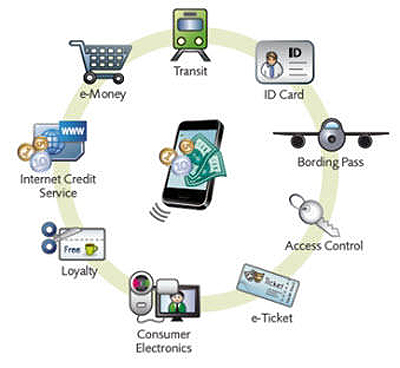 Transit
e-Money
ID
ID Card
WWW
Bording Pass
Internet Credit
Service
Access Control
Free
Loyalty
Ticket
e-Ticket
Consumer
Electronics